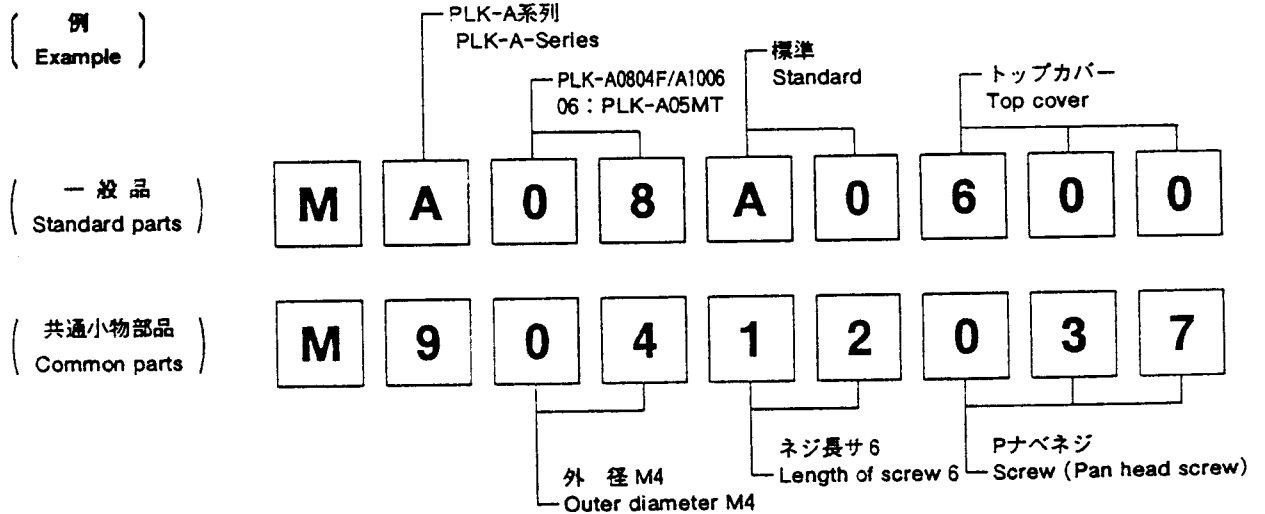 例
Example
PLK-A系列
PLK-A-Series
PLK-A0804F/A1006
06：PLK-A05MT
標準
Standard
トップカバー
Top cover
一般品
Standard parts
M A 0 8 A 0 6 0 0
共通小物部品
Common parts
M 9 0 4 1 2 0 3 7
外 径 M4
Outer diameter M4
ネジ長サ 6
Length of screw 6
Pナベネジ
Screw (Pan head screw)